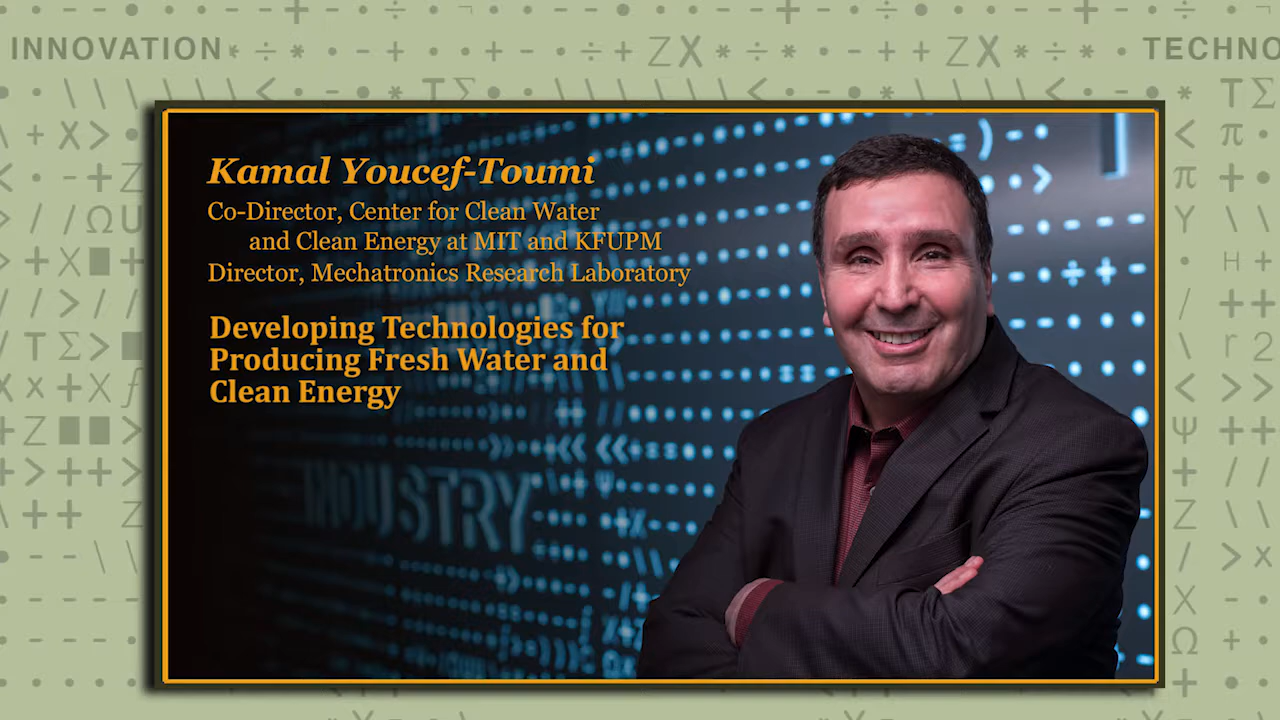 INNOVATION
TECHNO
Kamal Youcef-Toumi
Co-Director, Center for Clean Water
and Clean Energy at MIT and KFUPM
Director, Mechatronics Research Laboratory
Developing Technologies for
Producing Fresh Water and
Clean Energy
INDUSTRY